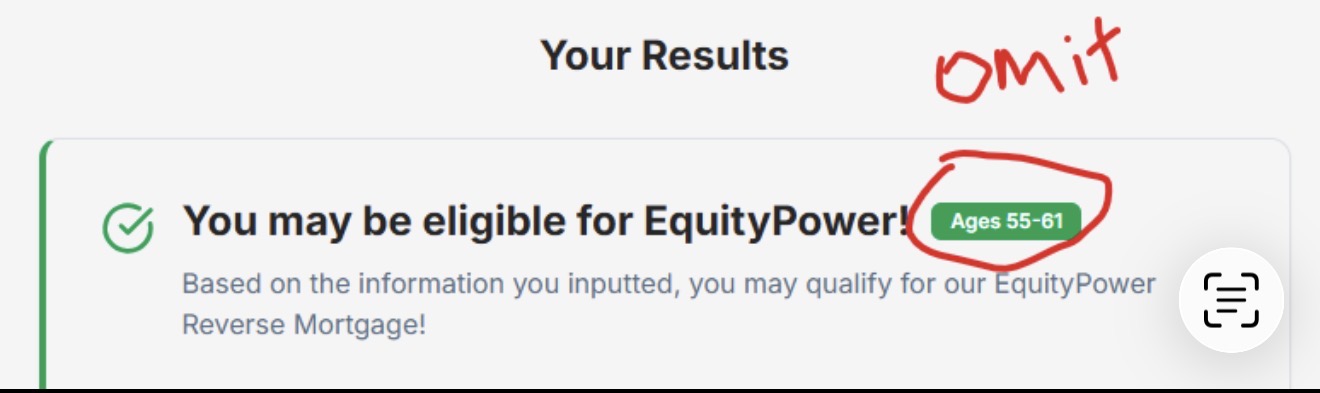 Your Results
omit
You may be eligible for EquityPower! Ages 55-61
Based on the information you inputted, you may qualify for our EquityPower
Reverse Mortgage!